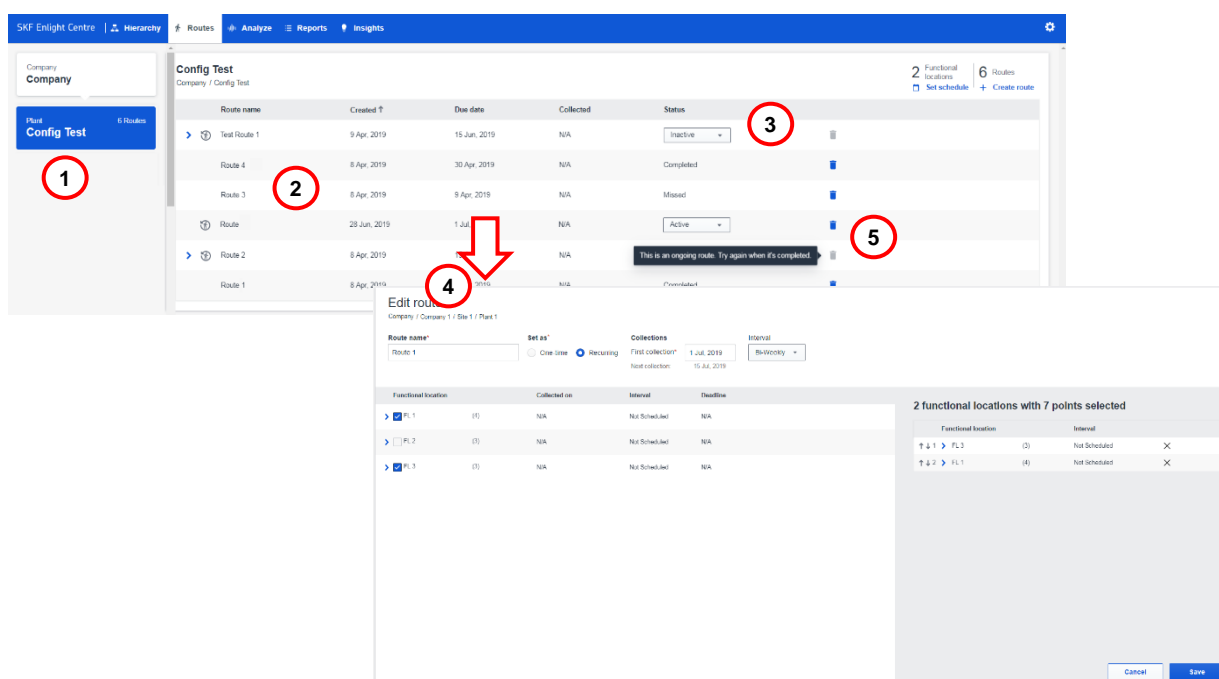 SKF Enlight Centre Hierarchy Routes Analyze Reports Insights
Company
Company
Plant 6 Routes
Config Test
1
Config Test
Company / Config Test
2 Functional locations 6 Routes
Set schedule + Create route
Route name Created ↑ Due date Collected Status
Test Route 1 9 Apr, 2019 15 Jun, 2019 N/A Inactive
3
Route 4 8 Apr, 2019 30 Apr, 2019 N/A Completed
2
Route 3 8 Apr, 2019 9 Apr, 2019 N/A Missed
Route 28 Jun, 2019 1 Jul, N/A Active
5
Route 2 8 Apr, 2019 N/A This is an ongoing route. Try again when it's completed.
Route 1 8 Apr, 2019 2019 N/A Completed
4
Edit route
Company / Company 1 / Site 1 / Plant 1
Route name* Set as* Collections Interval
Route 1 One time Recurring First collection* 1 Jul, 2019 Bi-Weekly
Next collection: 15 Jul, 2019
Functional location Collected on Interval Deadline
FL 1 (4) N/A Not Scheduled N/A
FL 2 (3) N/A Not Scheduled N/A
FL 3 (3) N/A Not Scheduled N/A
2 functional locations with 7 points selected
Functional location Interval
↑ ↓ 1 FL 3 (3) Not Scheduled ×
↑ ↓ 2 FL 1 (4) Not Scheduled ×
Cancel Save